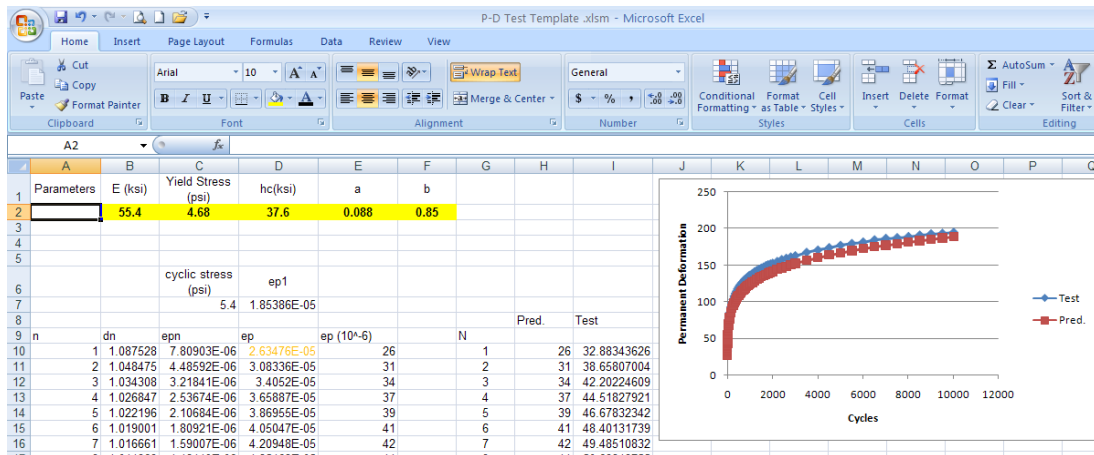 P-D Test Template .xlsm - Microsoft Excel
Home Insert Page Layout Formulas Data Review View
Paste
Cut
Copy
Format Painter
Clipboard
Arial 10 A A
B I U A
Font
Wrap Text
Merge & Center
Alignment
General
$ % , .0 .00 .00 .0
Number
Conditional Formatting
Format as Table
Cell Styles
Styles
Insert Delete Format
Cells
Σ AutoSum
Fill
Clear
Sort &
Filter
Editing
A2 fx
A B C D E F G H I J K L M N O P Q
1 Parameters E (ksi) Yield Stress (psi) hc(ksi) a b
2 55.4 4.68 37.6 0.088 0.85
3
4
5
6 cyclic stress (psi) ep1
7 5.4 1.85386E-05
8 Pred. Test
9 n dn epn ep ep (10^-6) N
10 1 1.087528 7.80903E-06 2.63476E-05 26 1 26 32.88343626
11 2 1.048475 4.48592E-06 3.08336E-05 31 2 31 38.65807004
12 3 1.034308 3.21841E-06 3.4052E-05 34 3 34 42.20224609
13 4 1.026847 2.53674E-06 3.65887E-05 37 4 37 44.51827921
14 5 1.022196 2.10684E-06 3.86955E-05 39 5 39 46.67832342
15 6 1.019001 1.80921E-06 4.05047E-05 41 6 41 48.40131739
16 7 1.016661 1.59007E-06 4.20948E-05 42 7 42 49.48510832
Permanent Deformation
250
200
150
100
50
0
0 2000 4000 6000 8000 10000 12000
Cycles
Test
Pred.